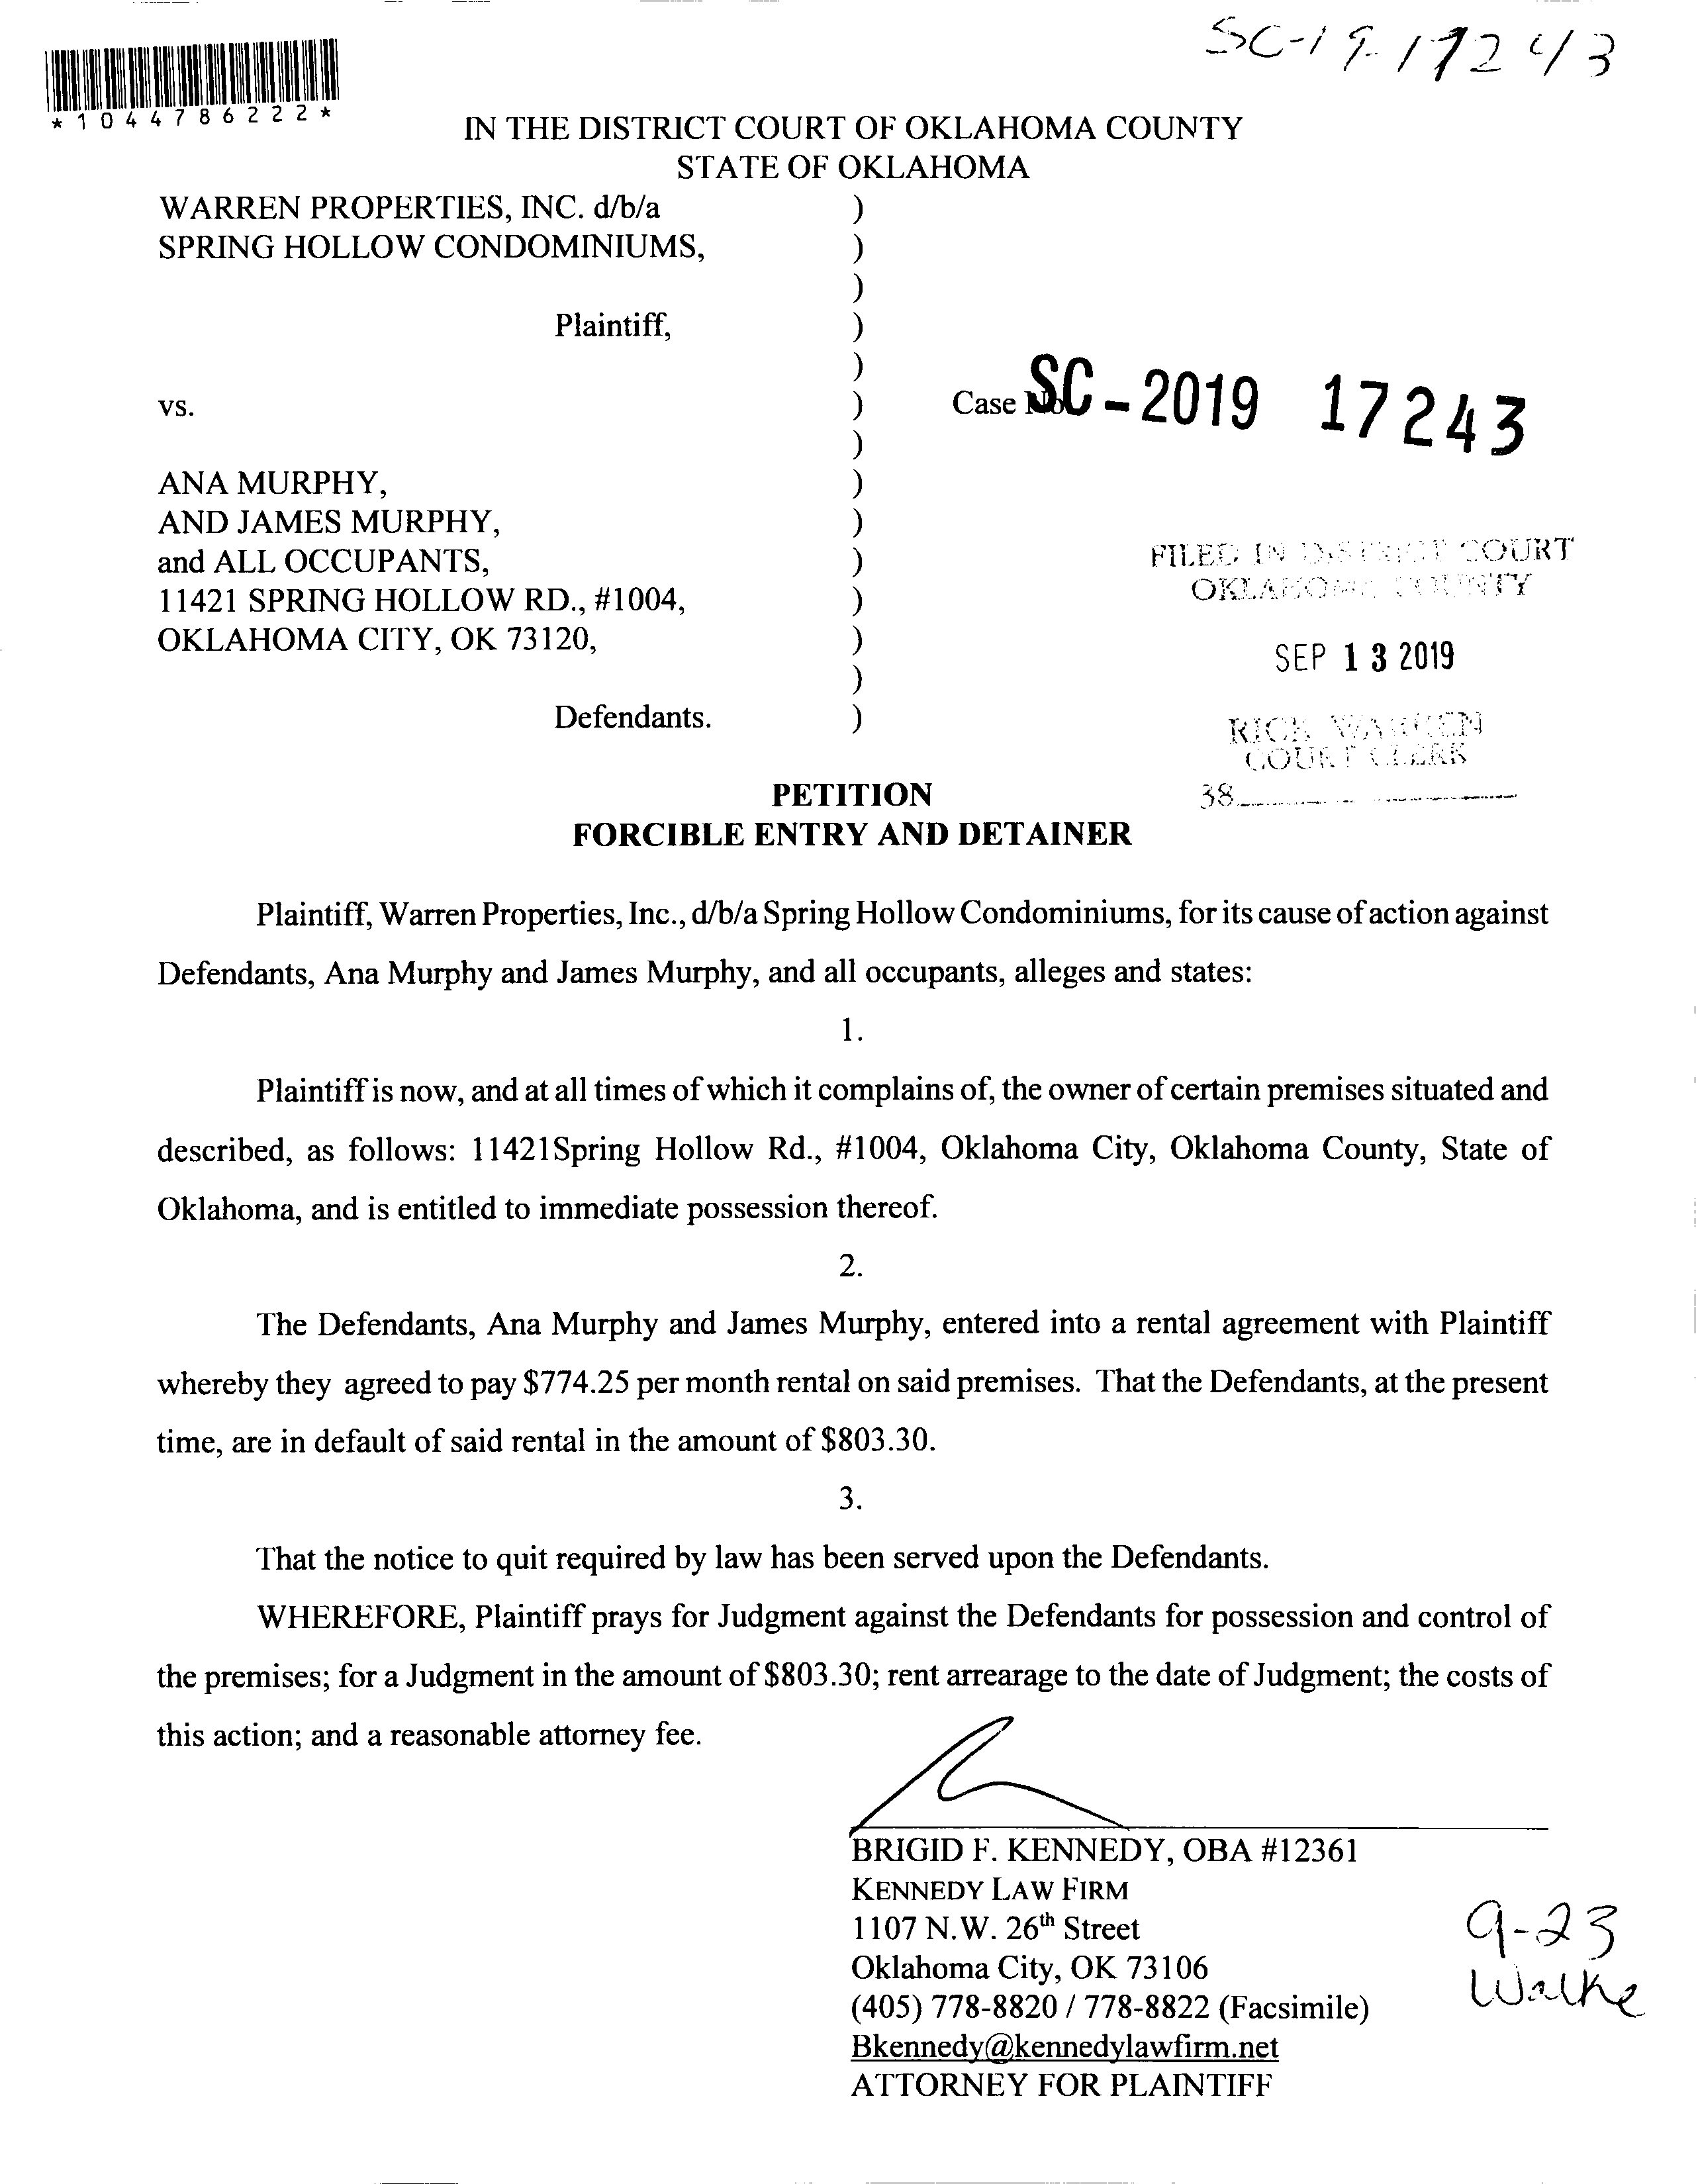 SC-19-17243
*1044786222*
IN THE DISTRICT COURT OF OKLAHOMA COUNTY
STATE OF OKLAHOMA
WARREN PROPERTIES, INC. d/b/a )
SPRING HOLLOW CONDOMINIUMS, )
)
Plaintiff, )
)
vs. ) Case No. SC-2019 17243
)
ANA MURPHY, )
AND JAMES MURPHY, )
and ALL OCCUPANTS, ) FILED IN DISTRICT COURT
11421 SPRING HOLLOW RD., #1004, ) OKLAHOMA COUNTY
OKLAHOMA CITY, OK 73120, )
SEP 13 2019
)
Defendants. ) RICK WARREN
COURT CLERK
38
PETITION
FORCIBLE ENTRY AND DETAINER
Plaintiff, Warren Properties, Inc., d/b/a Spring Hollow Condominiums, for its cause of action against
Defendants, Ana Murphy and James Murphy, and all occupants, alleges and states:
1.
Plaintiff is now, and at all times of which it complains of, the owner of certain premises situated and
described, as follows: 11421Spring Hollow Rd., #1004, Oklahoma City, Oklahoma County, State of
Oklahoma, and is entitled to immediate possession thereof.
2.
The Defendants, Ana Murphy and James Murphy, entered into a rental agreement with Plaintiff
whereby they agreed to pay $774.25 per month rental on said premises. That the Defendants, at the present
time, are in default of said rental in the amount of $803.30.
3.
That the notice to quit required by law has been served upon the Defendants.
WHEREFORE, Plaintiff prays for Judgment against the Defendants for possession and control of
the premises; for a Judgment in the amount of $803.30; rent arrearage to the date of Judgment; the costs of
this action; and a reasonable attorney fee.
BRIGID F. KENNEDY, OBA #12361
KENNEDY LAW FIRM
1107 N.W. 26th Street
Oklahoma City, OK 73106
(405) 778-8820 / 778-8822 (Facsimile)
Bkennedy@kennedylawfirm.net
ATTORNEY FOR PLAINTIFF
9-23
Walke